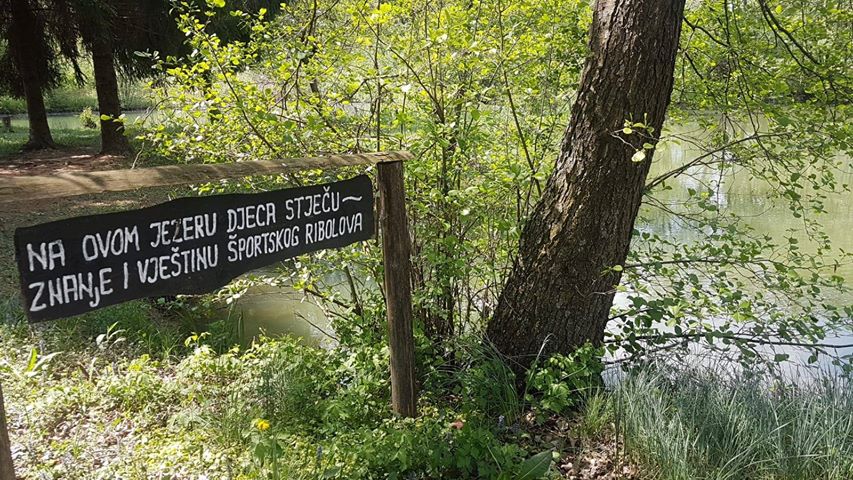 NA OVOM JEZERU DJECA STJEČU~
ZNANJE I VJEŠTINU ŠPORTSKOG RIBOLOVA